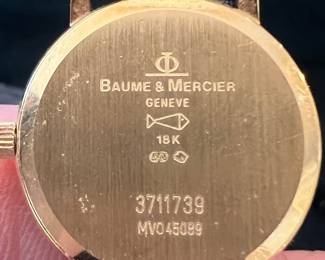 BAUME & MERCIER
GENEVE
18K
3711739
MV045089